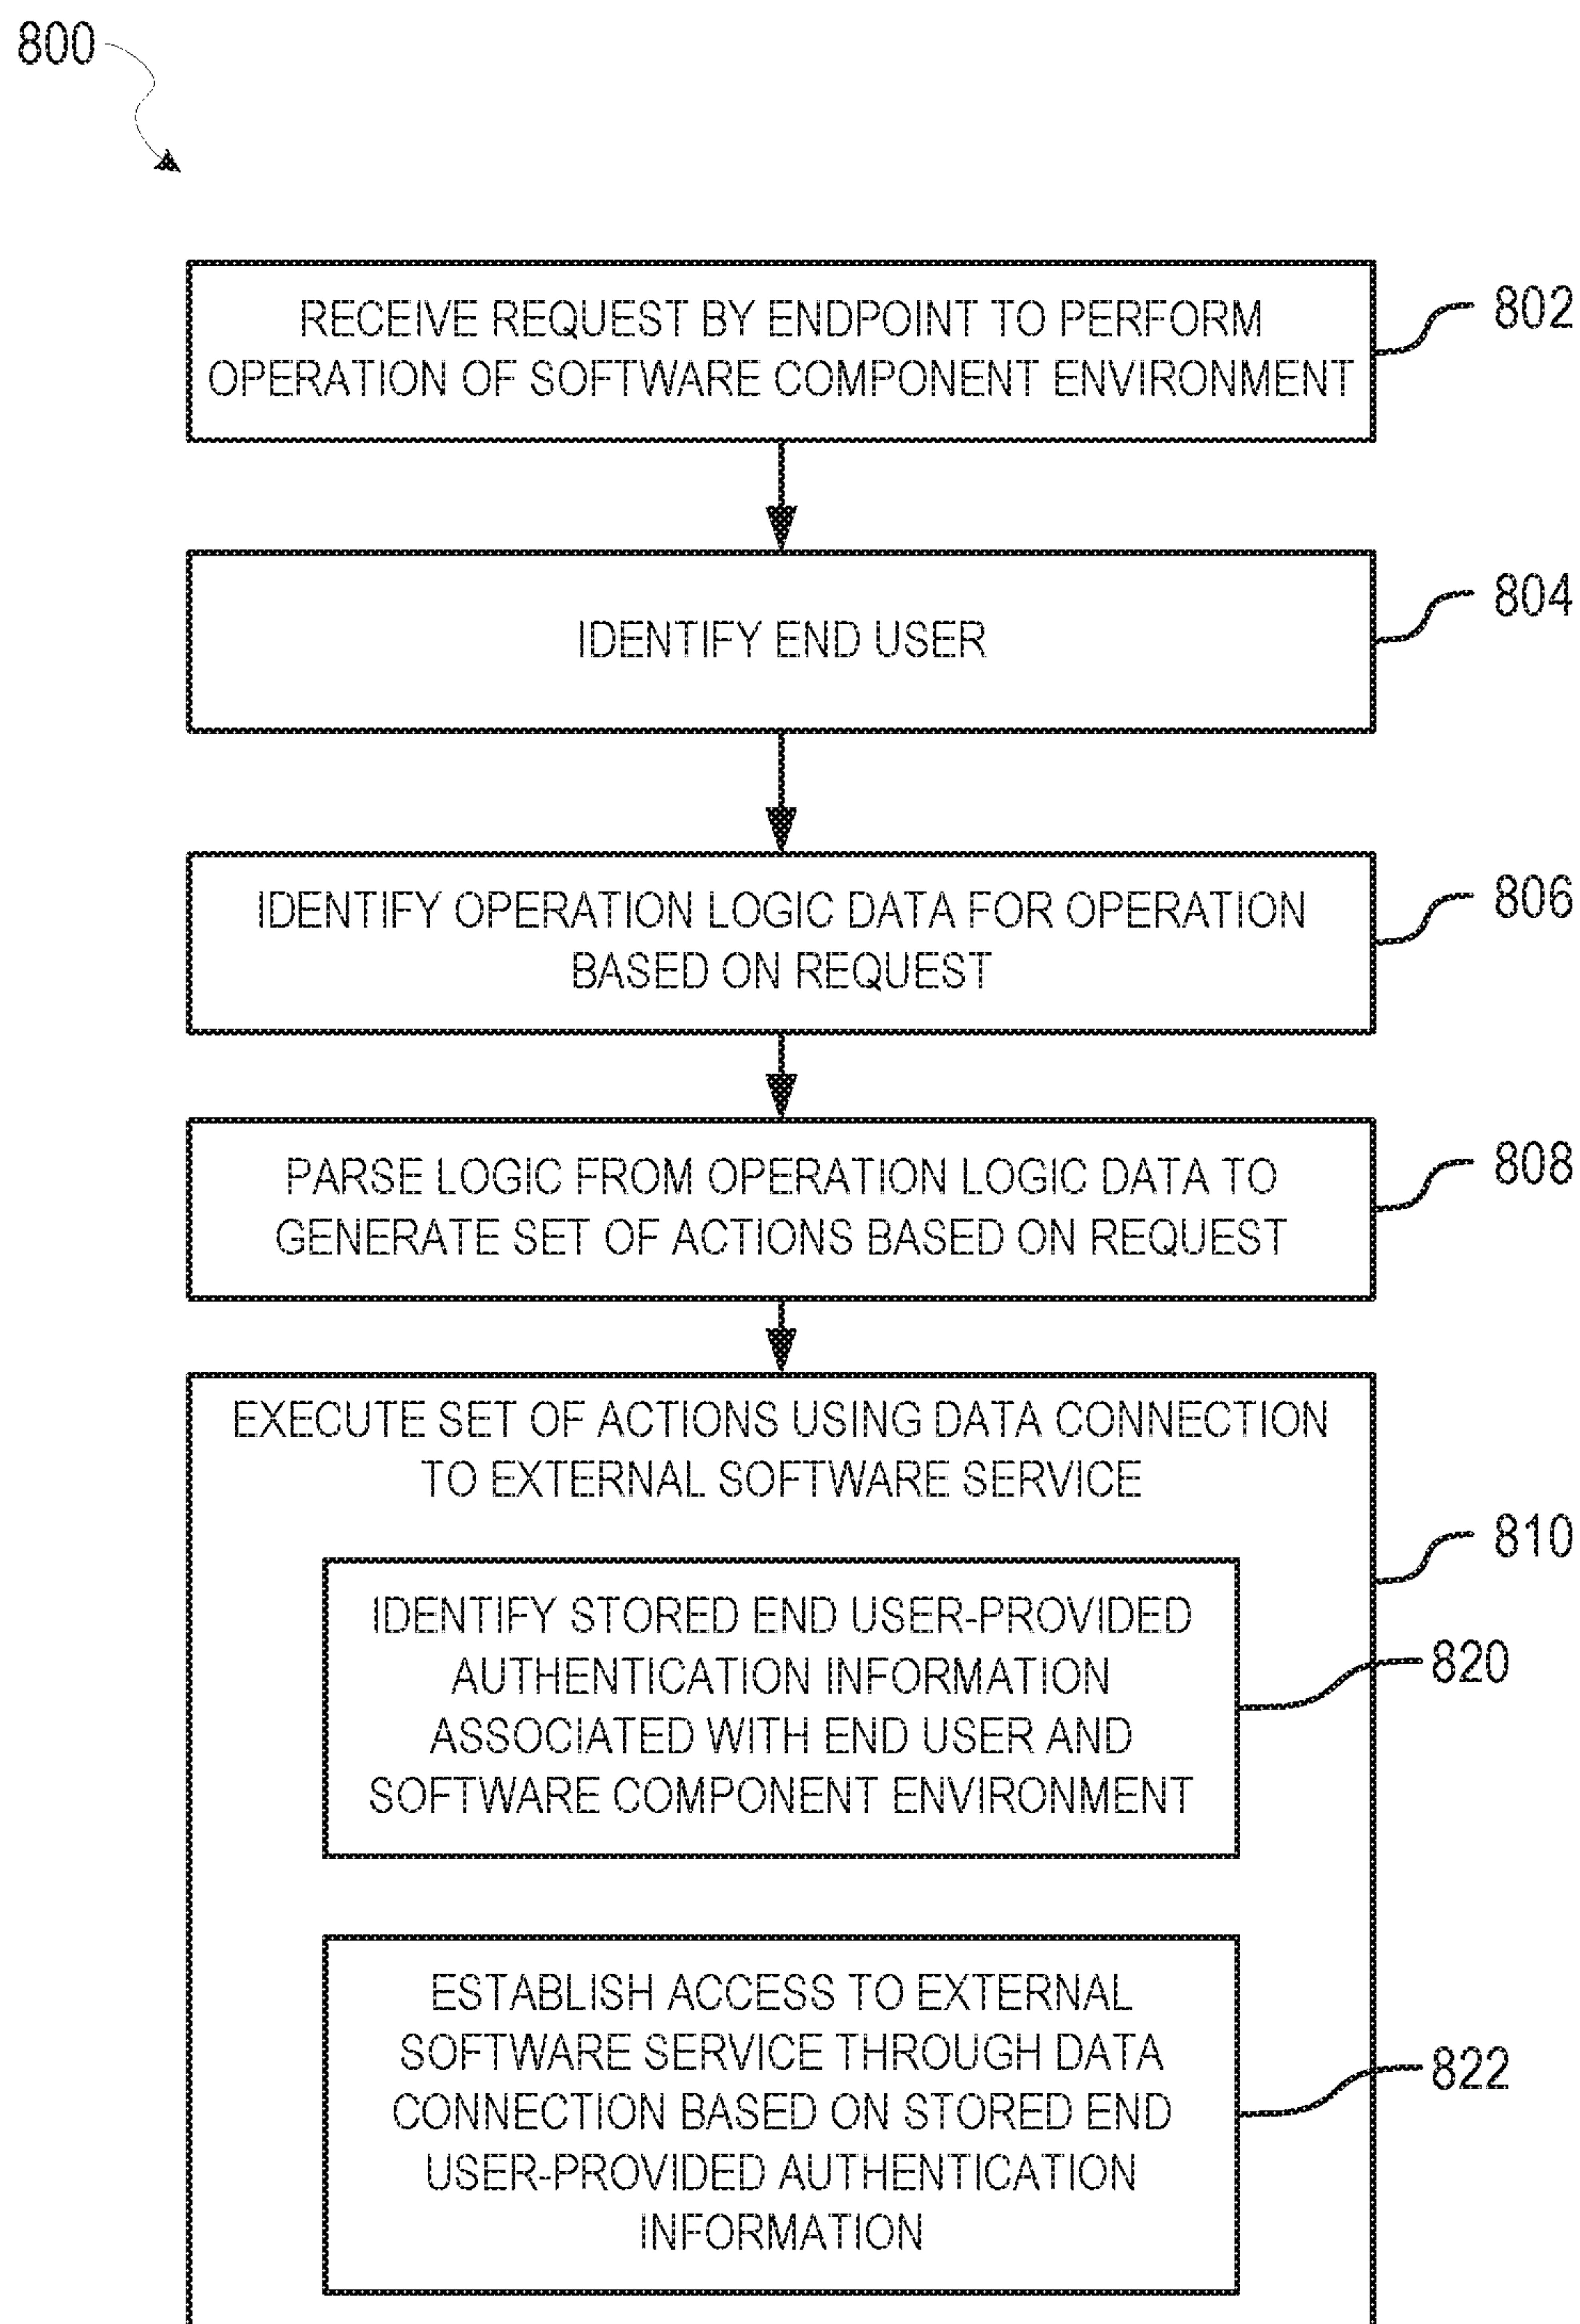 800
RECEIVE REQUEST BY ENDPOINT TO PERFORM
OPERATION OF SOFTWARE COMPONENT ENVIRONMENT
802
IDENTIFY END USER
804
IDENTIFY OPERATION LOGIC DATA FOR OPERATION
BASED ON REQUEST
806
PARSE LOGIC FROM OPERATION LOGIC DATA TO
GENERATE SET OF ACTIONS BASED ON REQUEST
808
EXECUTE SET OF ACTIONS USING DATA CONNECTION
TO EXTERNAL SOFTWARE SERVICE
810
IDENTIFY STORED END USER-PROVIDED
AUTHENTICATION INFORMATION
ASSOCIATED WITH END USER AND
SOFTWARE COMPONENT ENVIRONMENT
820
ESTABLISH ACCESS TO EXTERNAL
SOFTWARE SERVICE THROUGH DATA
CONNECTION BASED ON STORED END
USER-PROVIDED AUTHENTICATION
INFORMATION
822